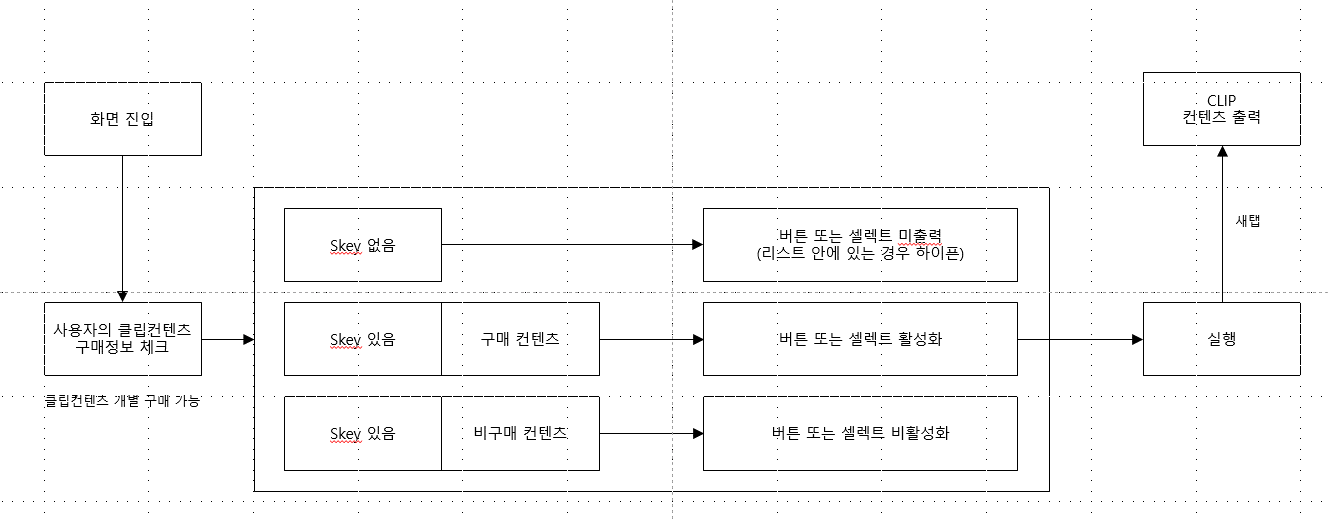 화면 진입
CLIP
컨텐츠 출력
새탭
Skey 없음
버튼 또는 셀렉트 미출력
(리스트 안에 있는 경우 하이픈)
사용자의 클립컨텐츠
구매정보 체크
Skey 있음
구매 컨텐츠
버튼 또는 셀렉트 활성화
실행
클립컨텐츠 개별 구매 가능
Skey 있음
비구매 컨텐츠
버튼 또는 셀렉트 비활성화